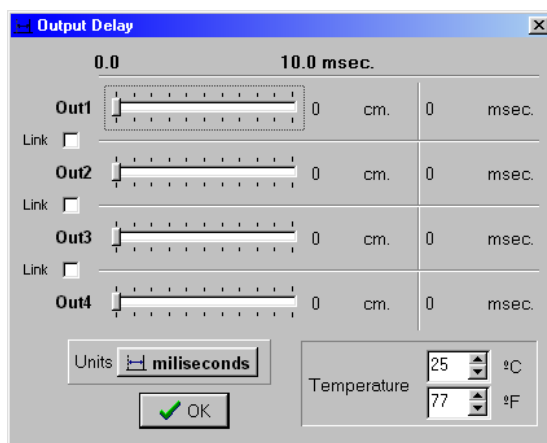 Output Delay
0.0 10.0 msec.
Out1 0 cm. 0 msec.
Link
Out2 0 cm. 0 msec.
Link
Out3 0 cm. 0 msec.
Link
Out4 0 cm. 0 msec.
Units miliseconds
OK
Temperature
25 ºC
77 ºF